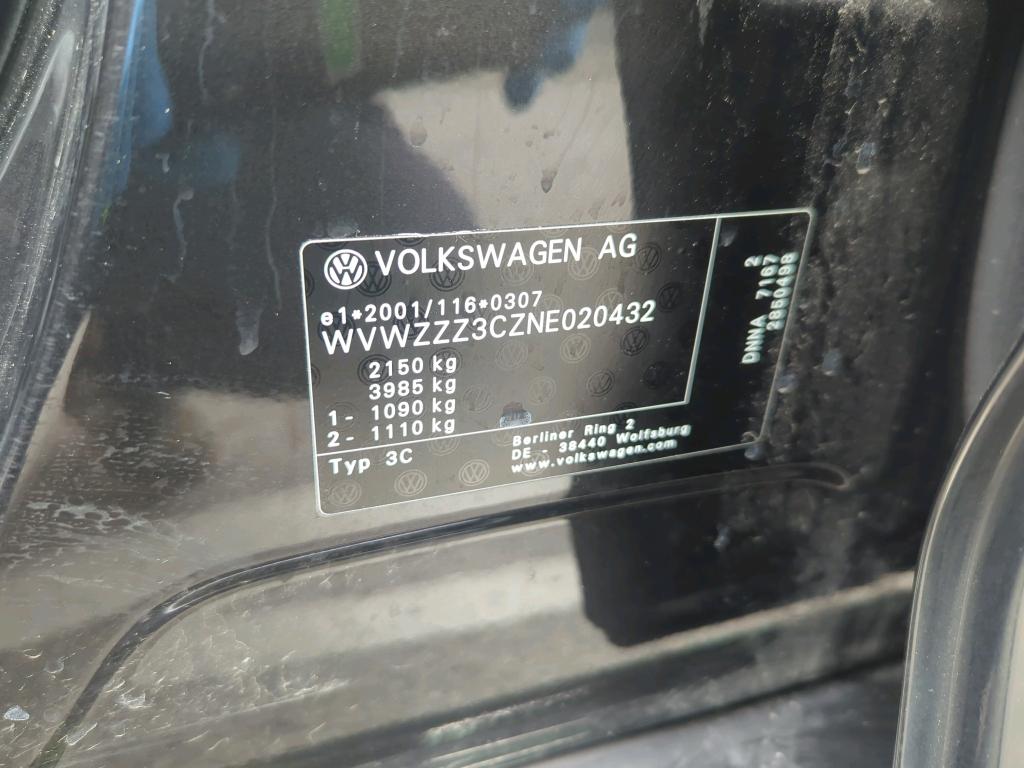 VOLKSWAGEN AG
e1*2001/116*0307
WVWZZZ3CZNE020432
2150 kg
3985 kg
1- 1090 kg
2- 1110 kg
Typ 3C
Berliner Ring 2
DE - 38440 Wolfsburg
www.volkswagen.com
2
DNNA 7167
2880498